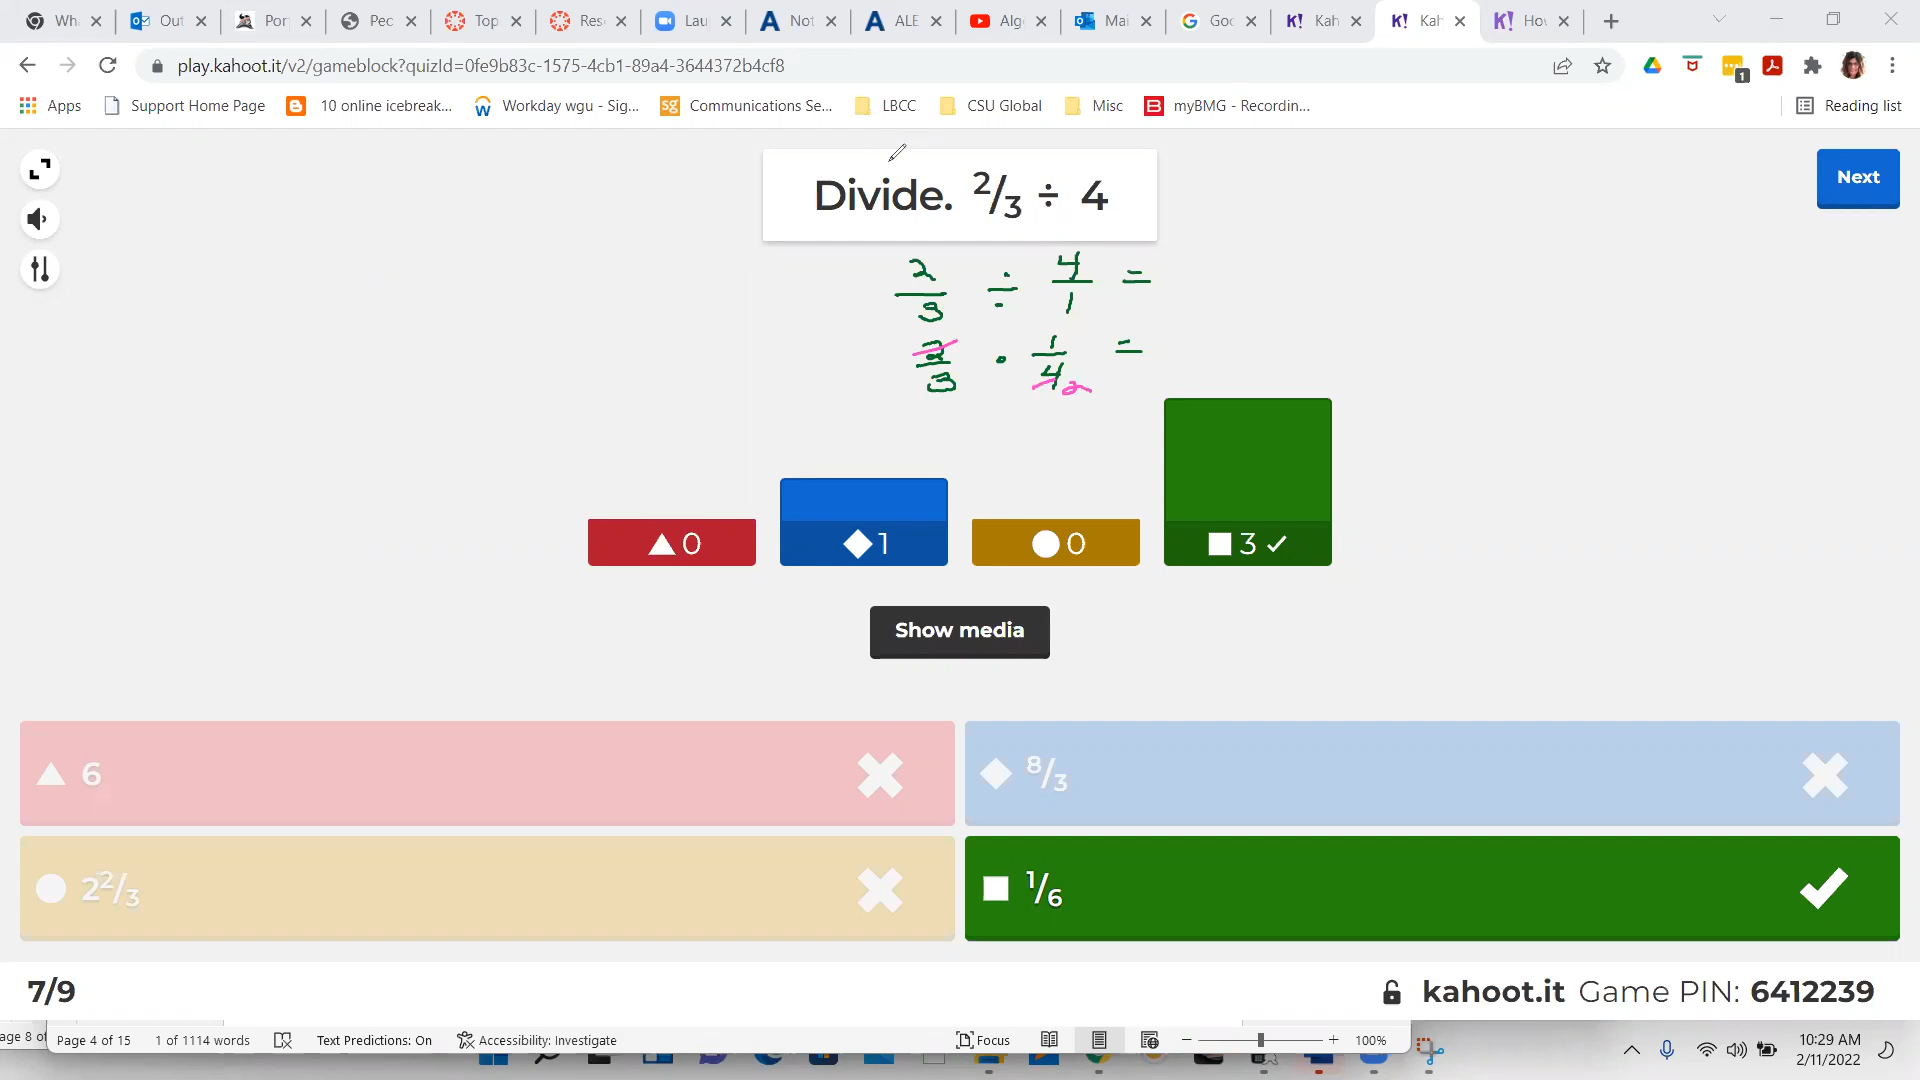 Wh Out Por Pec Top Res Lau Not ALE Alg Mai Goo Kah Kah Hov
play.kahoot.it/v2/gameblock?quizId=0fe9b83c-1575-4cb1-89a4-3644372b4cf8
Apps Support Home Page 10 online icebreak... Workday wgu - Sig... Communications Se... LBCC CSU Global Misc myBMG - Recordin... Reading list
Divide. 2/3 ÷ 4
Next
2/3 ÷ 4/1 =
2/3 · 1/4 =
2
0
1
0
3
Show media
6
8/3
2 2/3
1/6
7/9
kahoot.it Game PIN: 6412239
age 8 of
Page 4 of 15 1 of 1114 words Text Predictions: On Accessibility: Investigate Focus 100%
10:29 AM
2/11/2022